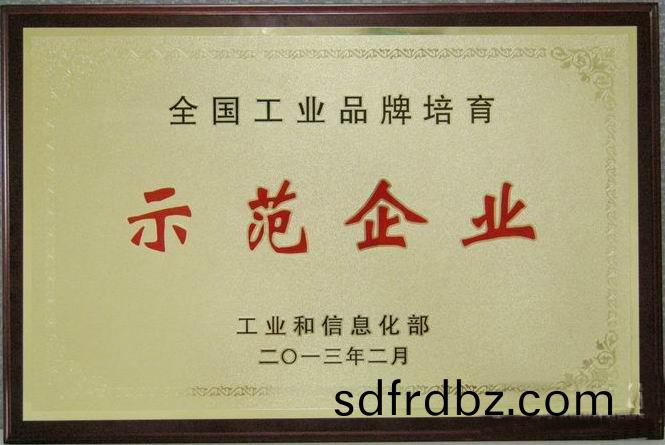 全国工业品牌培育
示范企业
工业和信息化部
二〇一三年二月
sdfrdbz.com